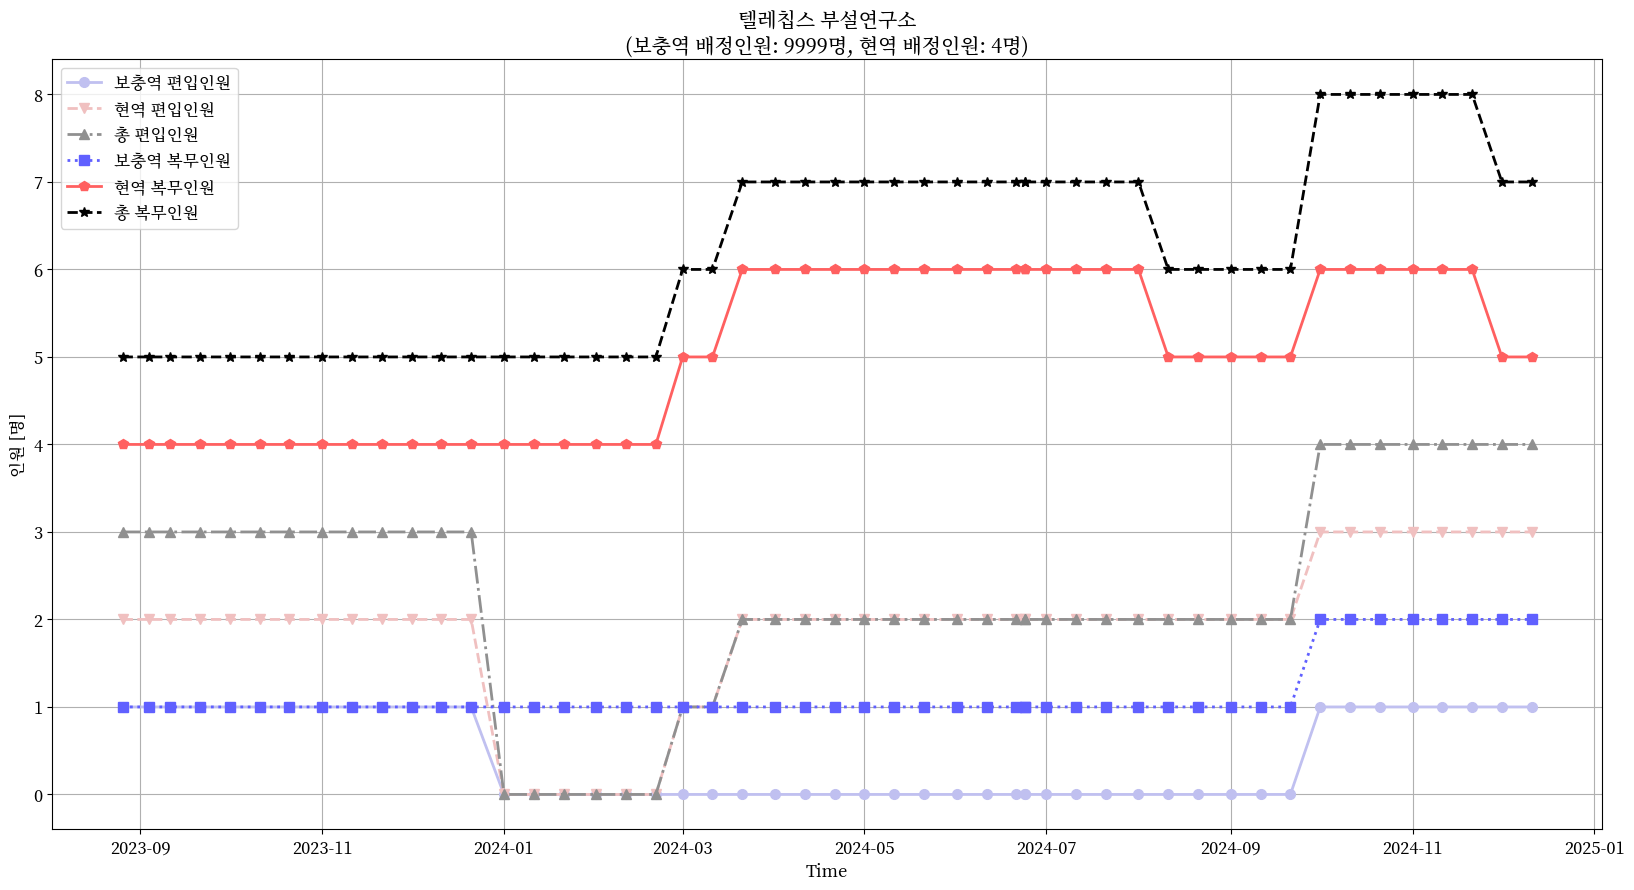 텔레칩스 부설연구소
(보충역 배정인원: 9999명, 현역 배정인원: 4명)
보충역 편입인원
현역 편입인원
총 편입인원
보충역 복무인원
현역 복무인원
총 복무인원
8
7
6
5
4
3
2
1
0
인원 [명]
2023-09 2023-11 2024-01 2024-03 2024-05 2024-07 2024-09 2024-11 2025-01
Time